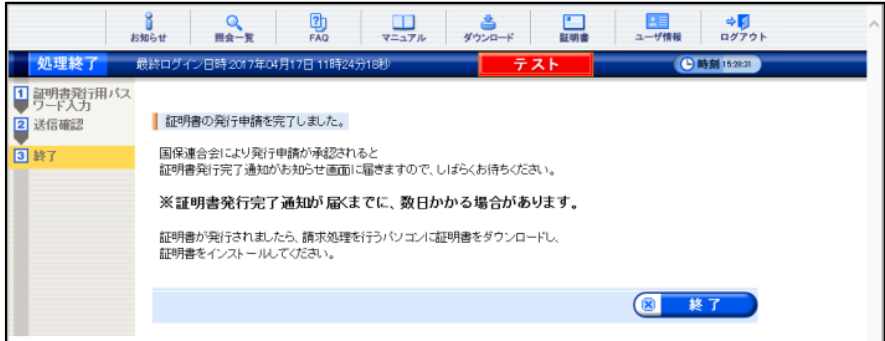 お知らせ
照会一覧
FAQ
マニュアル
ダウンロード
証明書
ユーザ情報
ログアウト
処理終了
最終ログイン日時:2017年04月17日 11時24分18秒
テスト
時刻 15:28:31
1 証明書発行用パス
ワード入力
2 送信確認
3 終了
証明書の発行申請を完了しました。
国保連合会により発行申請が承認されると
証明書発行完了通知がお知らせ画面に届きますので、しばらくお待ちください。
※証明書発行完了通知が届くまでに、数日かかる場合があります。
証明書が発行されましたら、請求処理を行うパソコンに証明書をダウンロードし、
証明書をインストールしてください。
終了